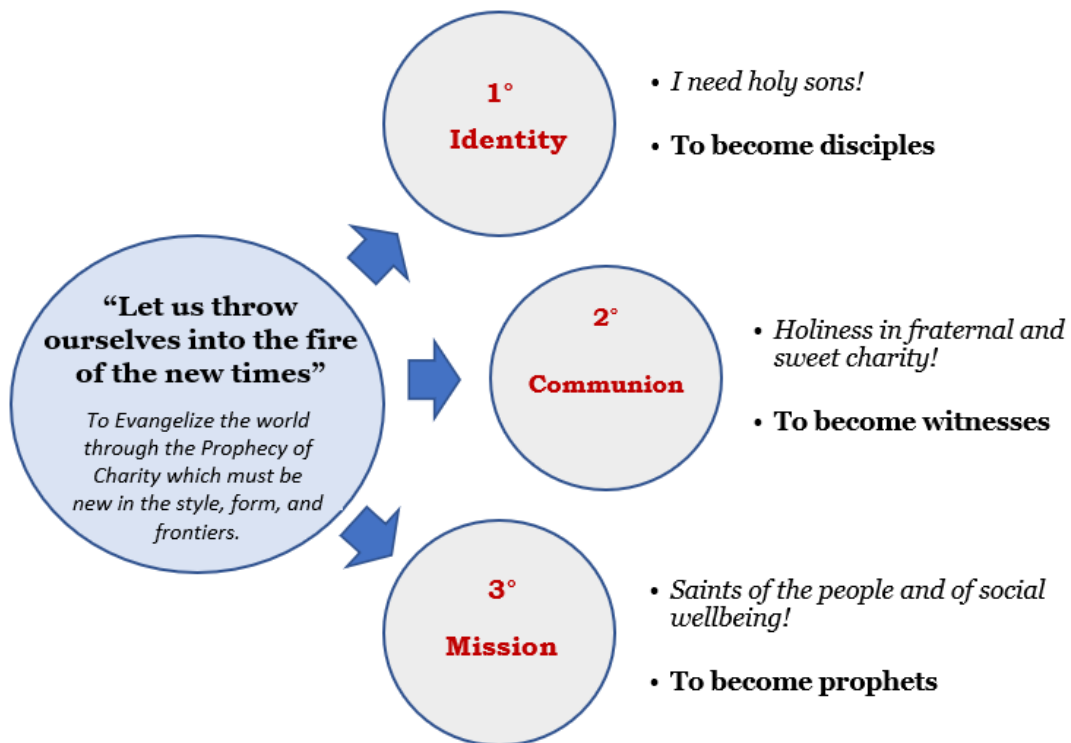 “Let us throw
ourselves into the fire
of the new times”
To Evangelize the world
through the Prophecy of
Charity which must be
new in the style, form, and
frontiers.
1°
Identity
• I need holy sons!
• To become disciples
2°
Communion
• Holiness in fraternal and
sweet charity!
• To become witnesses
3°
Mission
• Saints of the people and of social
wellbeing!
• To become prophets